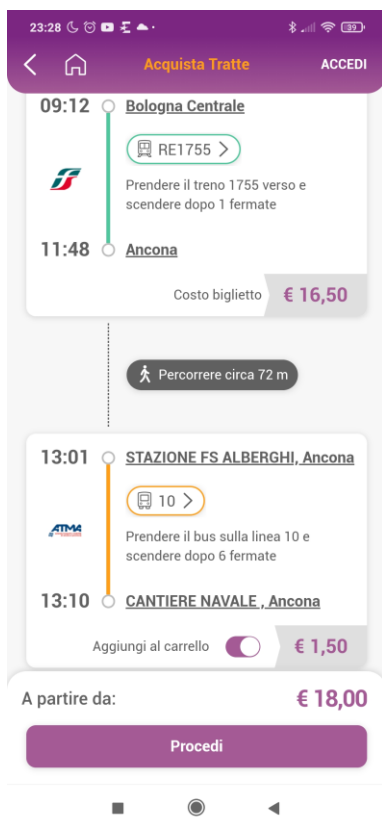 23:28
39
Acquista Tratte
ACCEDI
09:12 Bologna Centrale
RE1755
Prendere il treno 1755 verso e
scendere dopo 1 fermate
11:48 Ancona
Costo biglietto € 16,50
Percorrere circa 72 m
13:01 STAZIONE FS ALBERGHI, Ancona
10
ATMA
Prendere il bus sulla linea 10 e
scendere dopo 6 fermate
13:10 CANTIERE NAVALE , Ancona
Aggiungi al carrello € 1,50
A partire da: € 18,00
Procedi